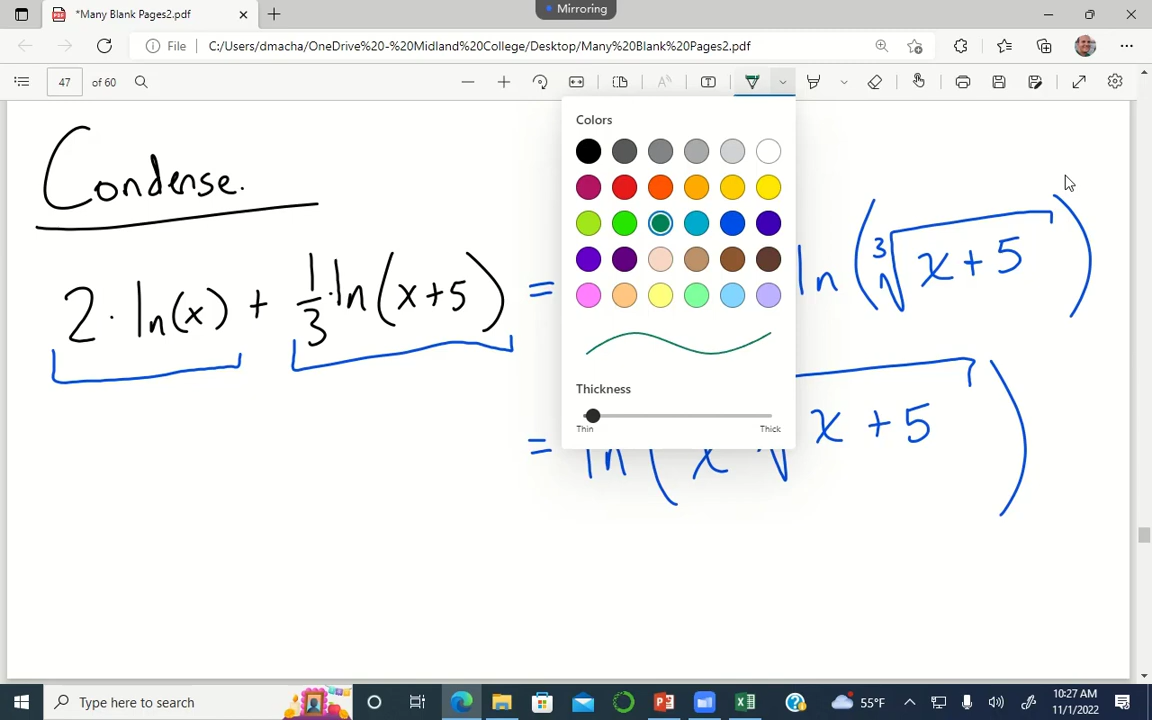 Mirroring
*Many Blank Pages2.pdf
File C:/Users/dmacha/OneDrive%20-%20Midland%20College/Desktop/Many%20Blank%20Pages2.pdf
47 of 60
Colors
Thickness
Thin Thick
Condense.
2 · ln(x) + 1/3 · ln(x+5) = ln(∛x+5)
= ln(x √x+5)
Type here to search
55°F
10:27 AM
11/1/2022